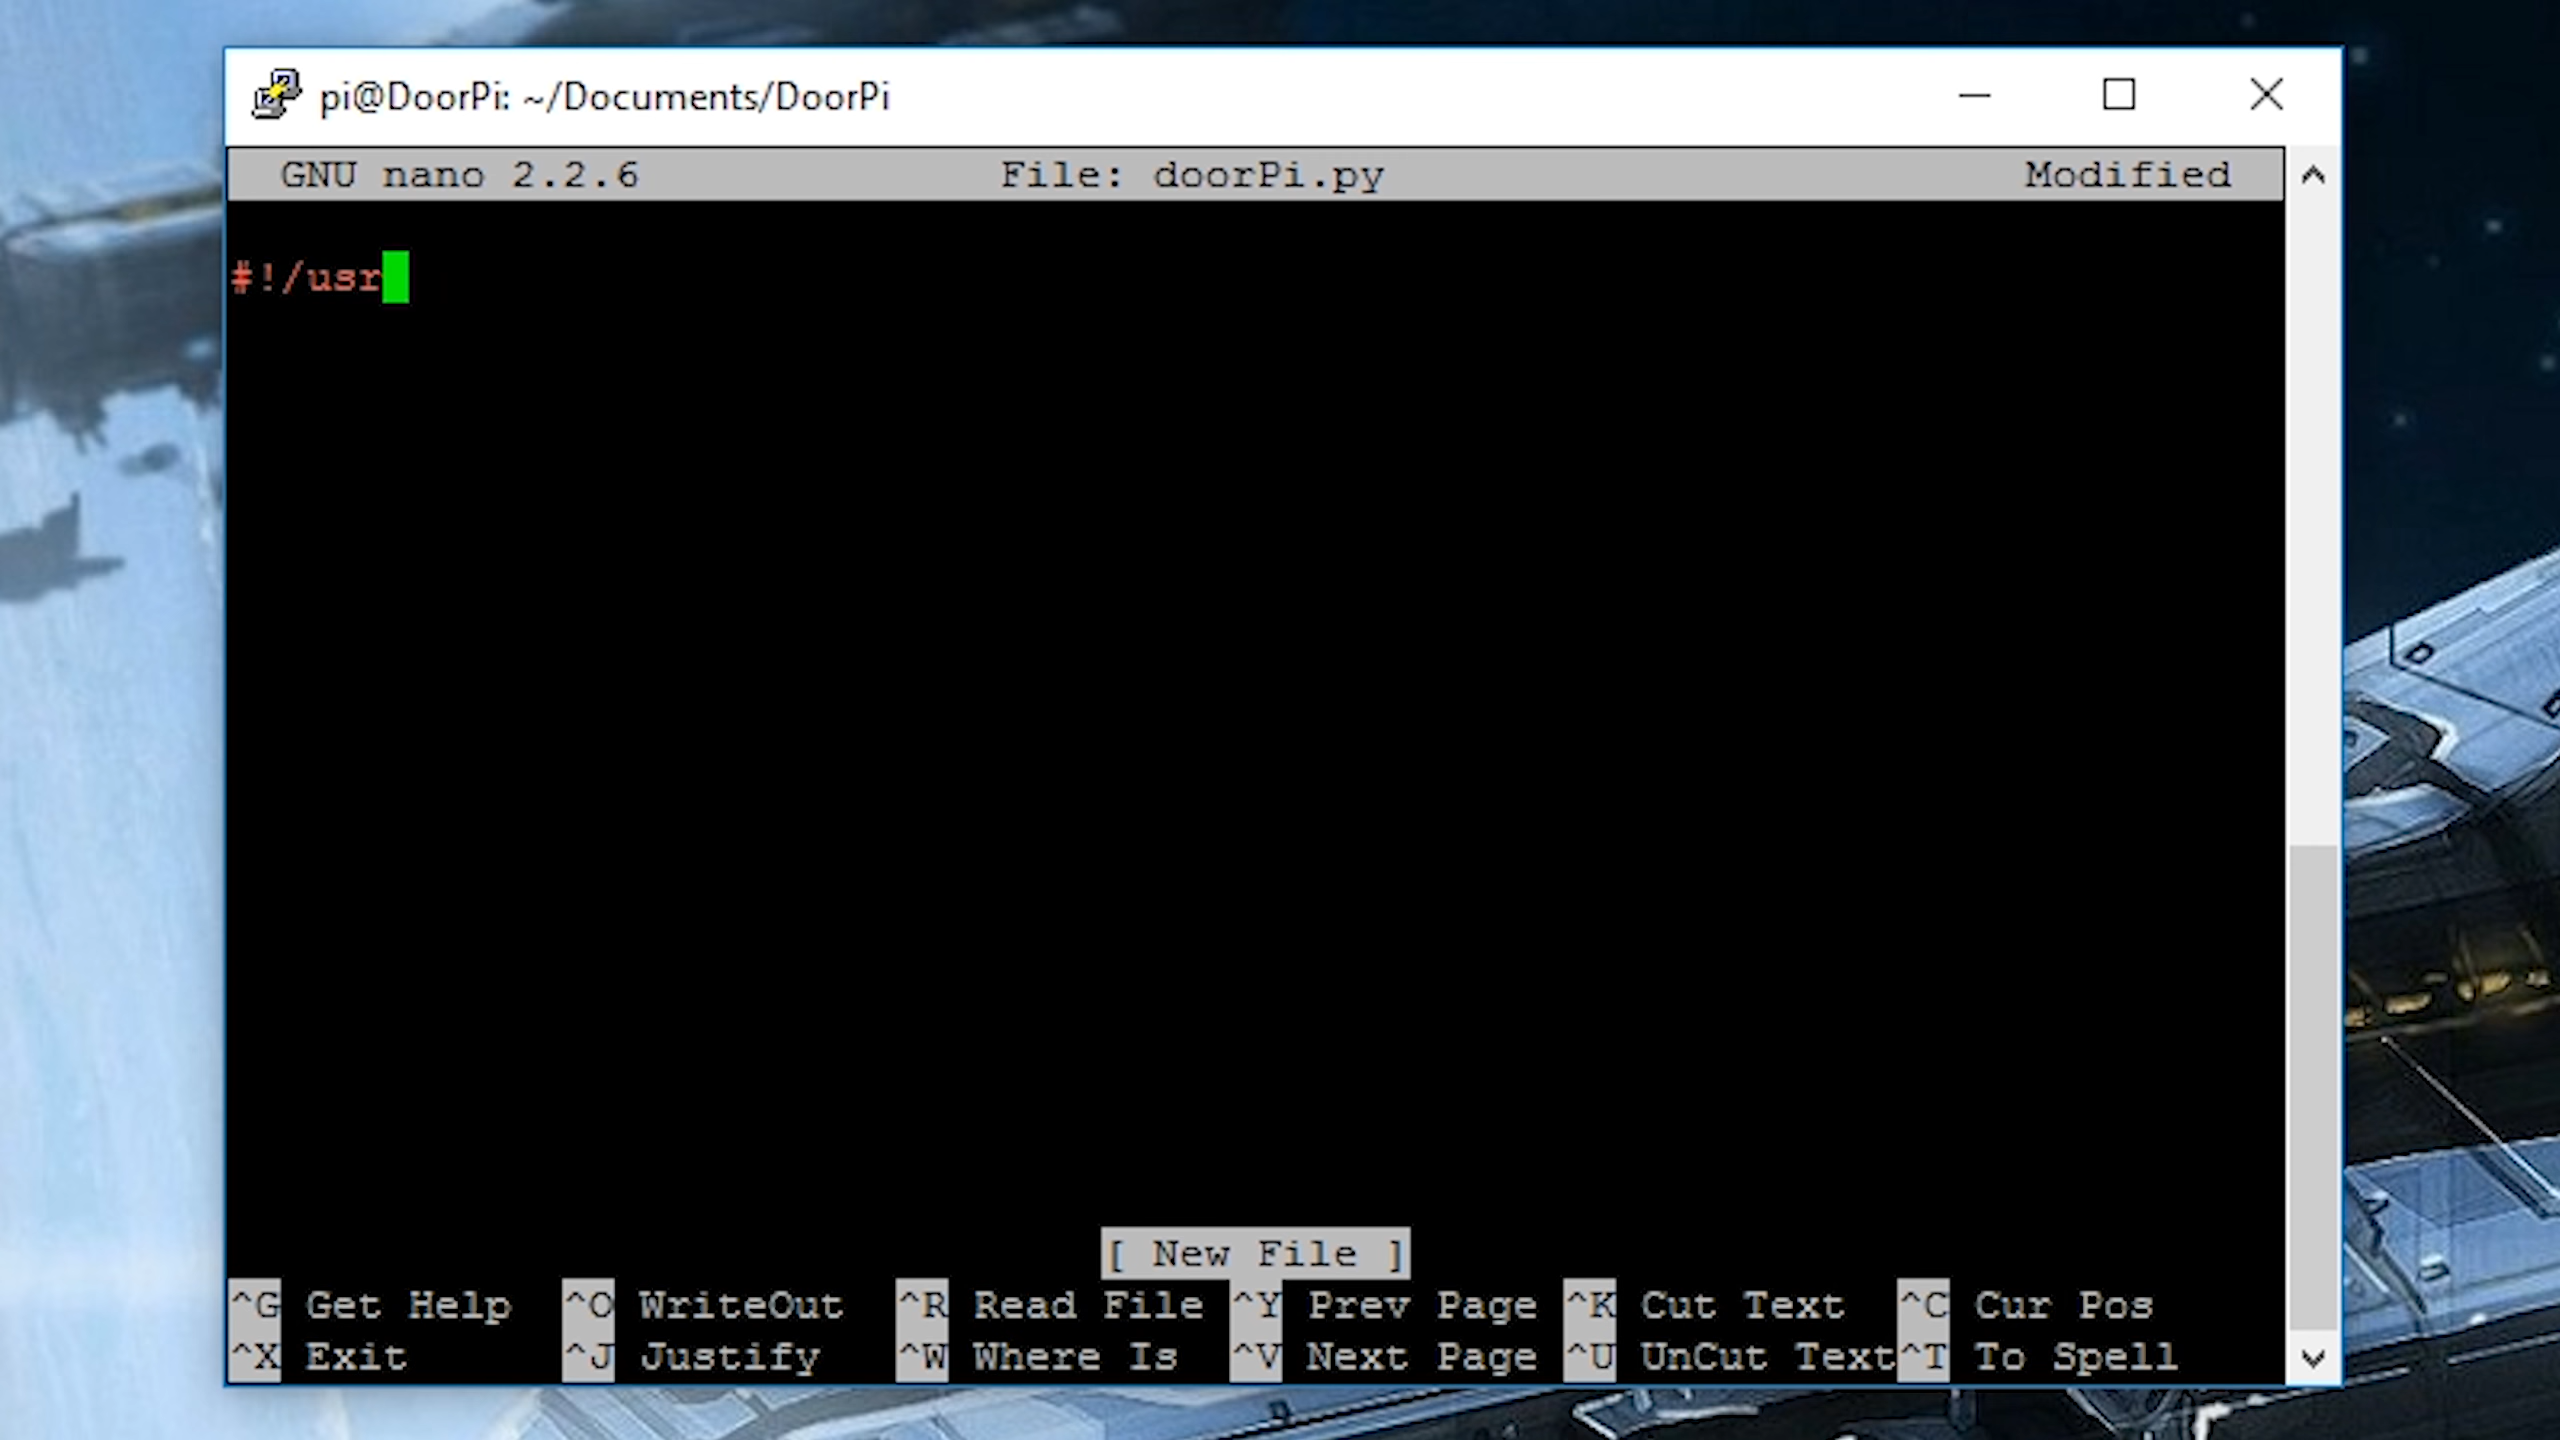 pi@DoorPi: ~/Documents/DoorPi
GNU nano 2.2.6 File: doorPi.py Modified
#!/usr
[ New File ]
^G Get Help ^O WriteOut ^R Read File ^Y Prev Page ^K Cut Text ^C Cur Pos
^X Exit ^J Justify ^W Where Is ^V Next Page ^U UnCut Text ^T To Spell